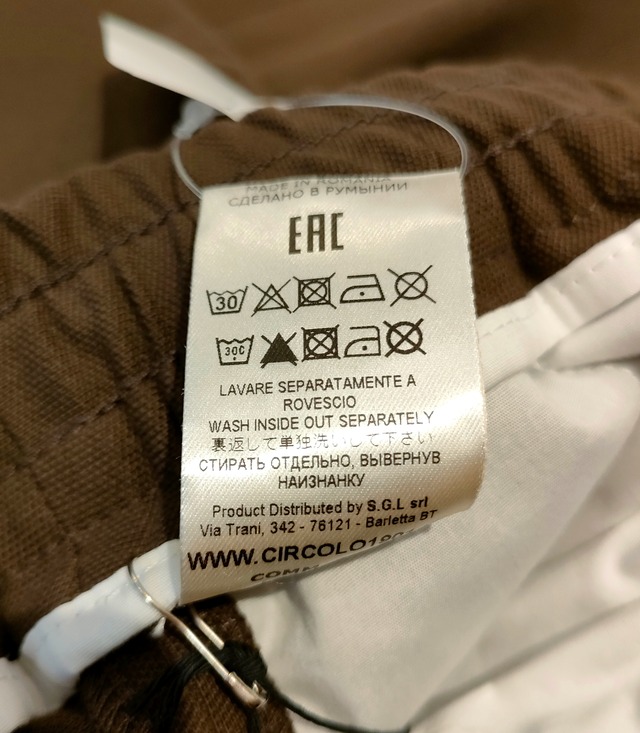 MADE IN ROMANIA
СДЕЛАНО В РУМЫНИИ
EAC
30
30C
LAVARE SEPARATAMENTE A
ROVESCIO
WASH INSIDE OUT SEPARATELY
裏返して単独洗いして下さい
СТИРАТЬ ОТДЕЛЬНО, ВЫВЕРНУВ
НАИЗНАНКУ
Product Distributed by S.G.L srl
Via Trani, 342 - 76121 - Barletta BT